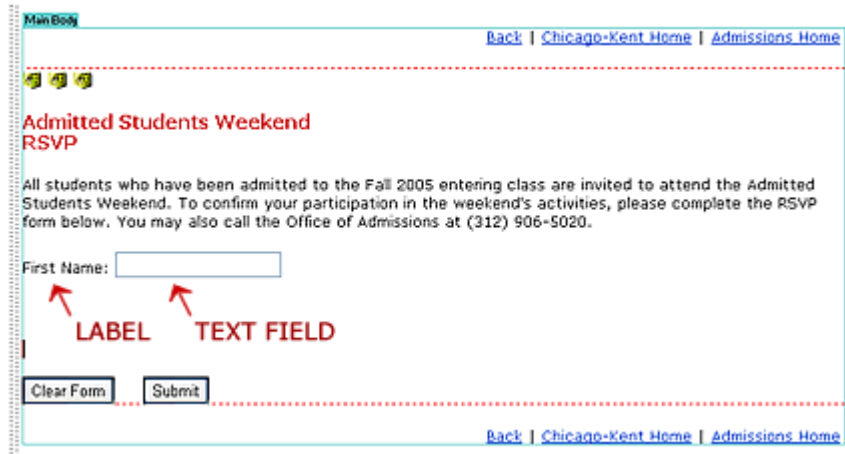 Main Body
Back | Chicago-Kent Home | Admissions Home
Admitted Students Weekend
RSVP
All students who have been admitted to the Fall 2005 entering class are invited to attend the Admitted
Students Weekend. To confirm your participation in the weekend's activities, please complete the RSVP
form below. You may also call the Office of Admissions at (312) 906-5020.
First Name:
LABEL TEXT FIELD
Clear Form Submit
Back | Chicago-Kent Home | Admissions Home